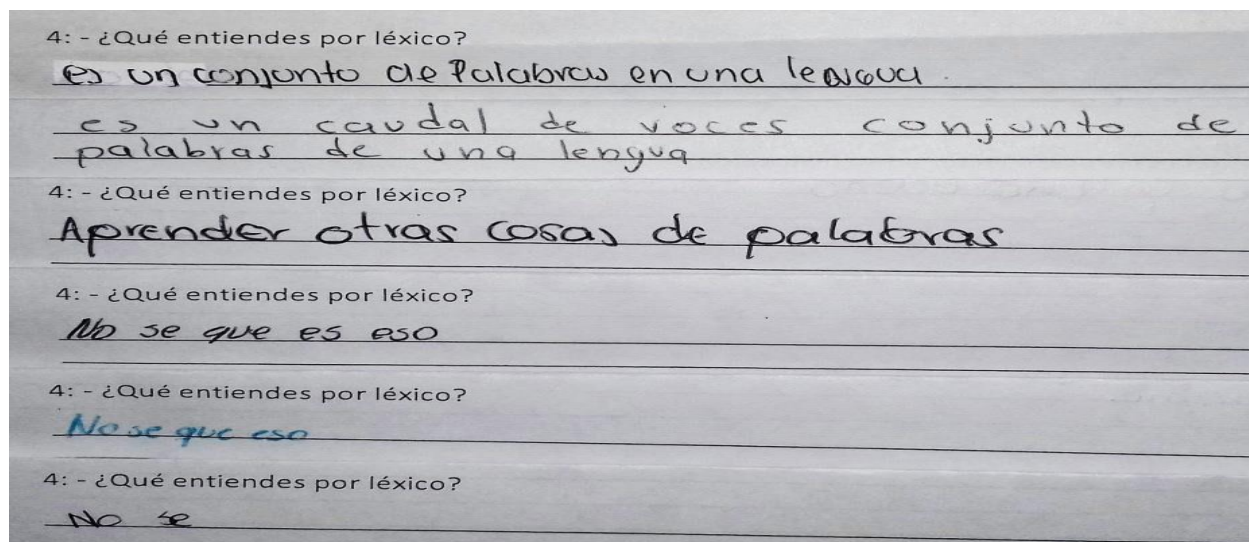 4: - ¿Qué entiendes por léxico?
es un conjunto de Palabras en una lengua.
es un caudal de voces conjunto de
palabras de una lengua
4: - ¿Qué entiendes por léxico?
Aprender otras cosas de palabras
4: - ¿Qué entiendes por léxico?
No se que es eso
4: - ¿Qué entiendes por léxico?
No se que eso
4: - ¿Qué entiendes por léxico?
No se